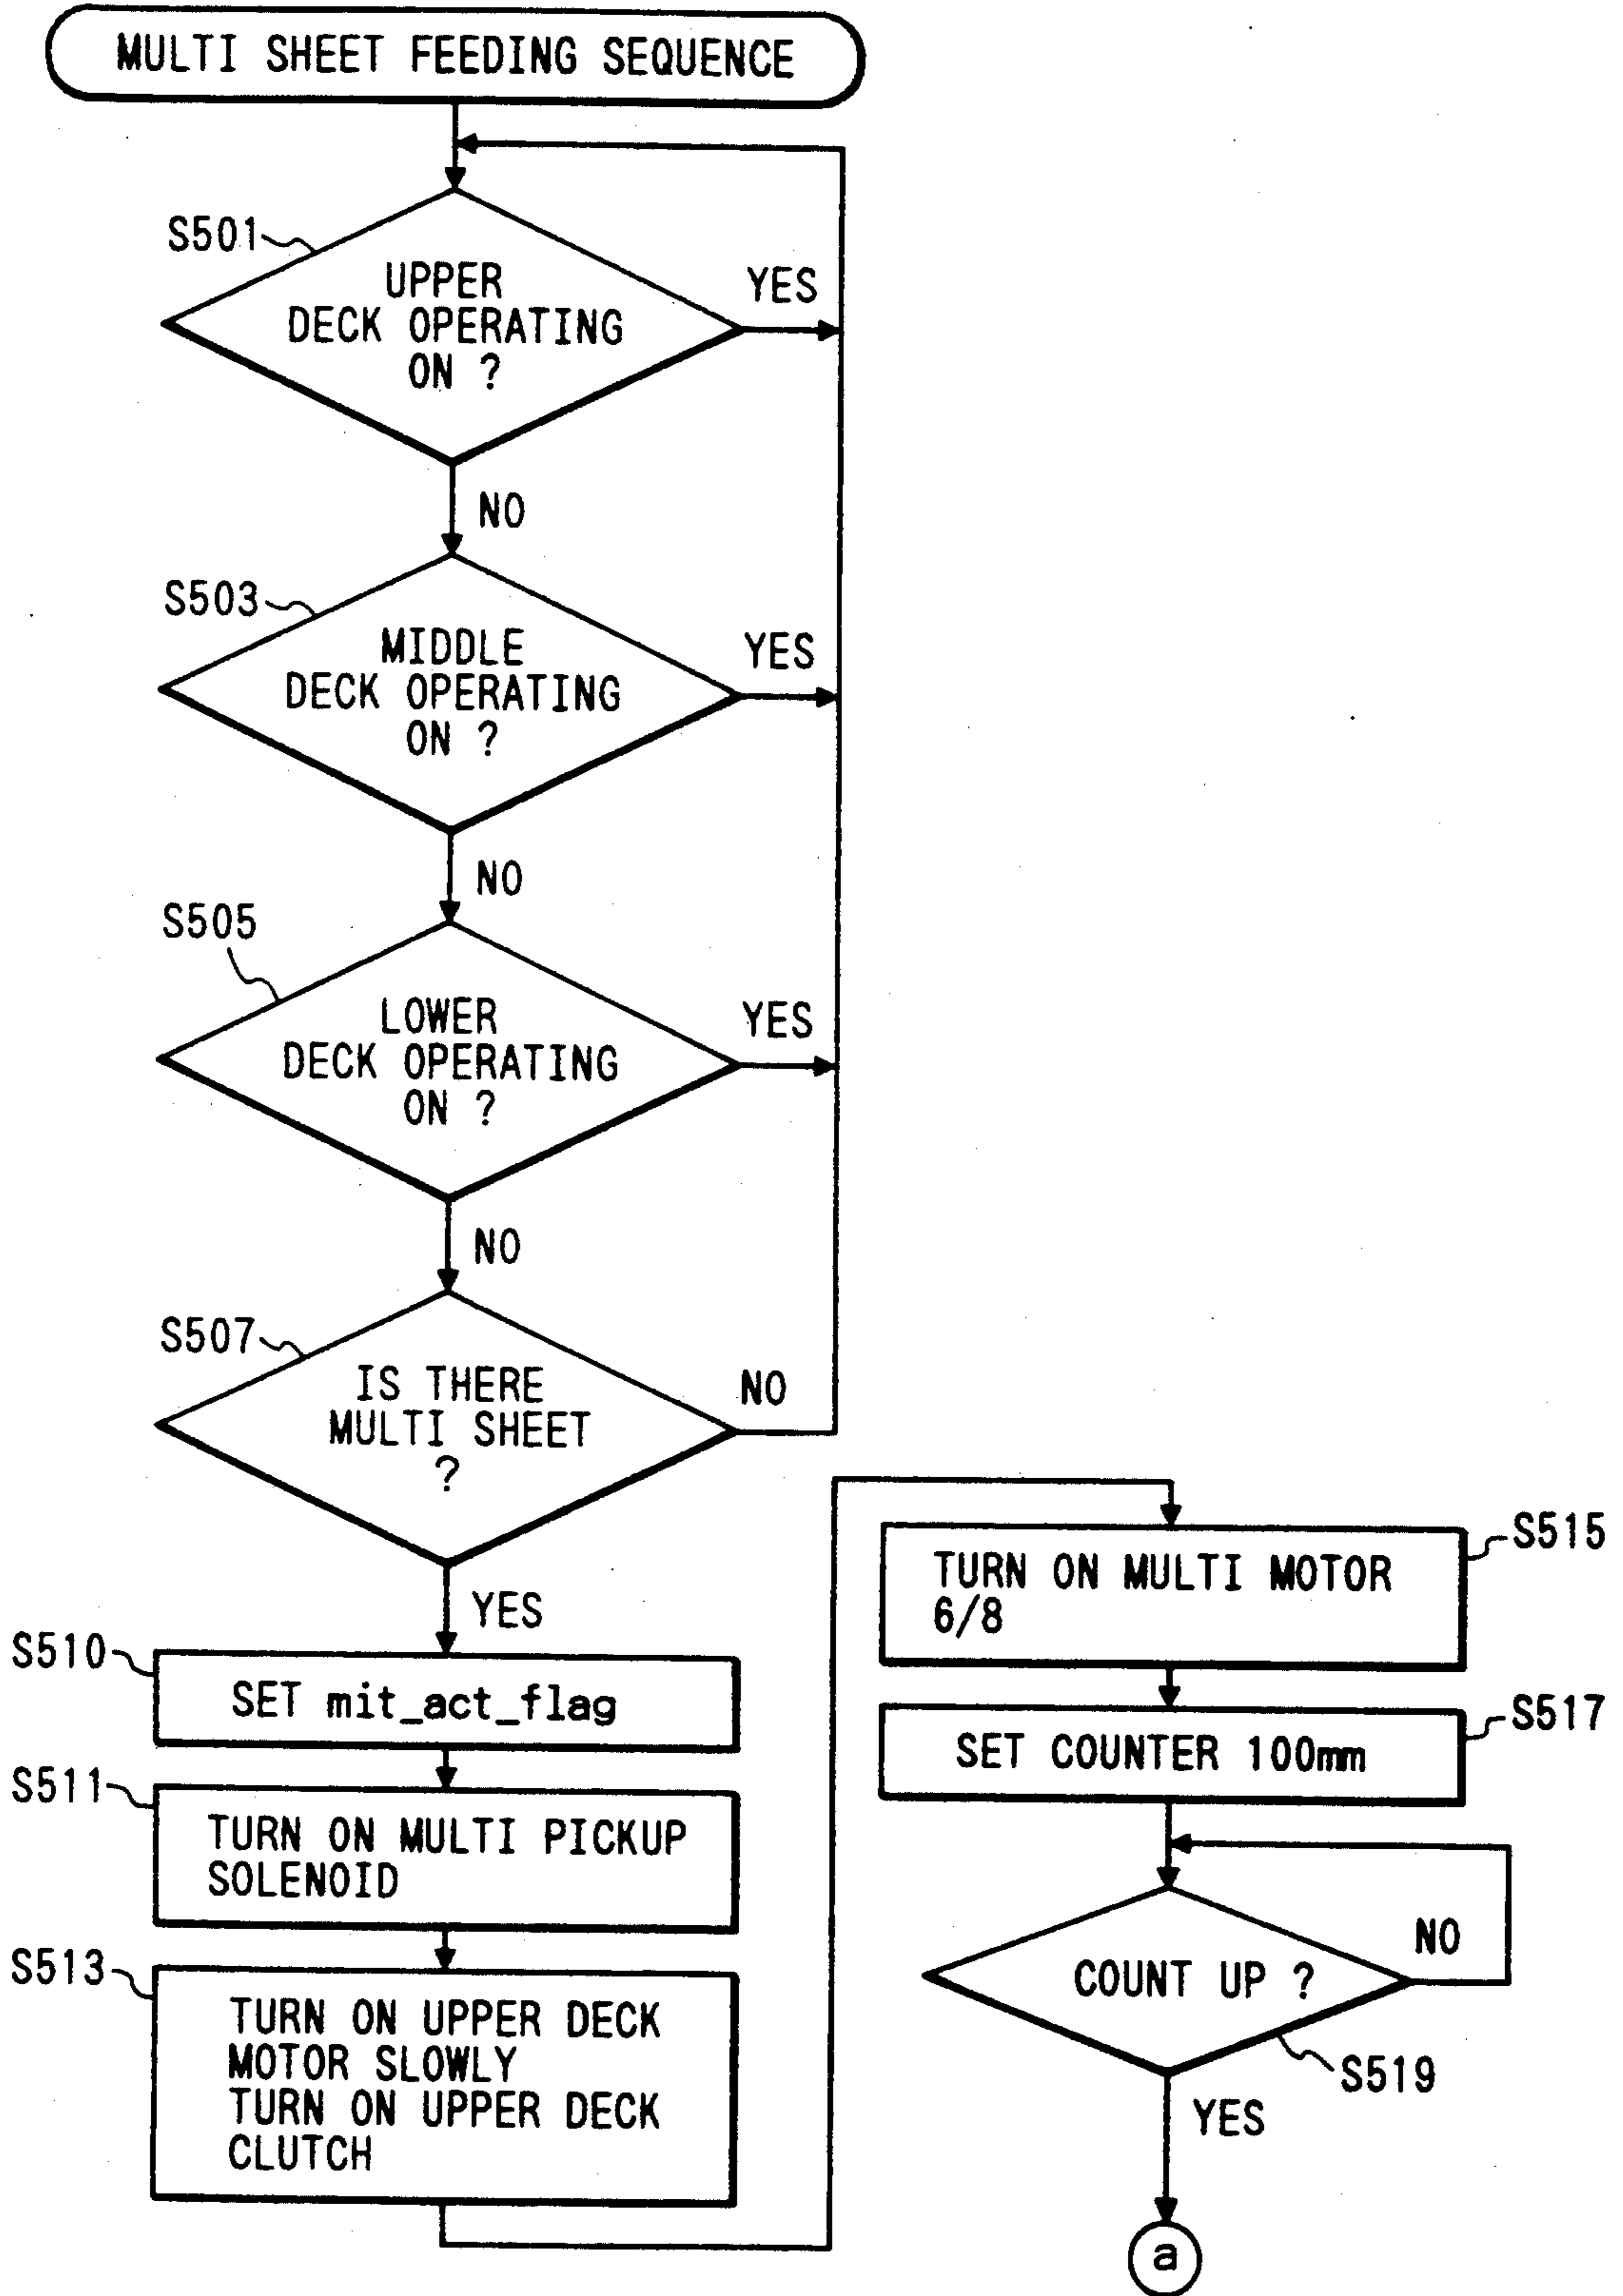 MULTI SHEET FEEDING SEQUENCE
S501
UPPER
DECK OPERATING
ON ?
YES
NO
S503
MIDDLE
DECK OPERATING
ON ?
YES
NO
S505
LOWER
DECK OPERATING
ON ?
YES
NO
S507
IS THERE
MULTI SHEET
?
NO
YES
S510
SET mit_act_flag
S511
TURN ON MULTI PICKUP
SOLENOID
S513
TURN ON UPPER DECK
MOTOR SLOWLY
TURN ON UPPER DECK
CLUTCH
S515
TURN ON MULTI MOTOR
6/8
S517
SET COUNTER 100mm
COUNT UP ?
NO
S519
YES
a